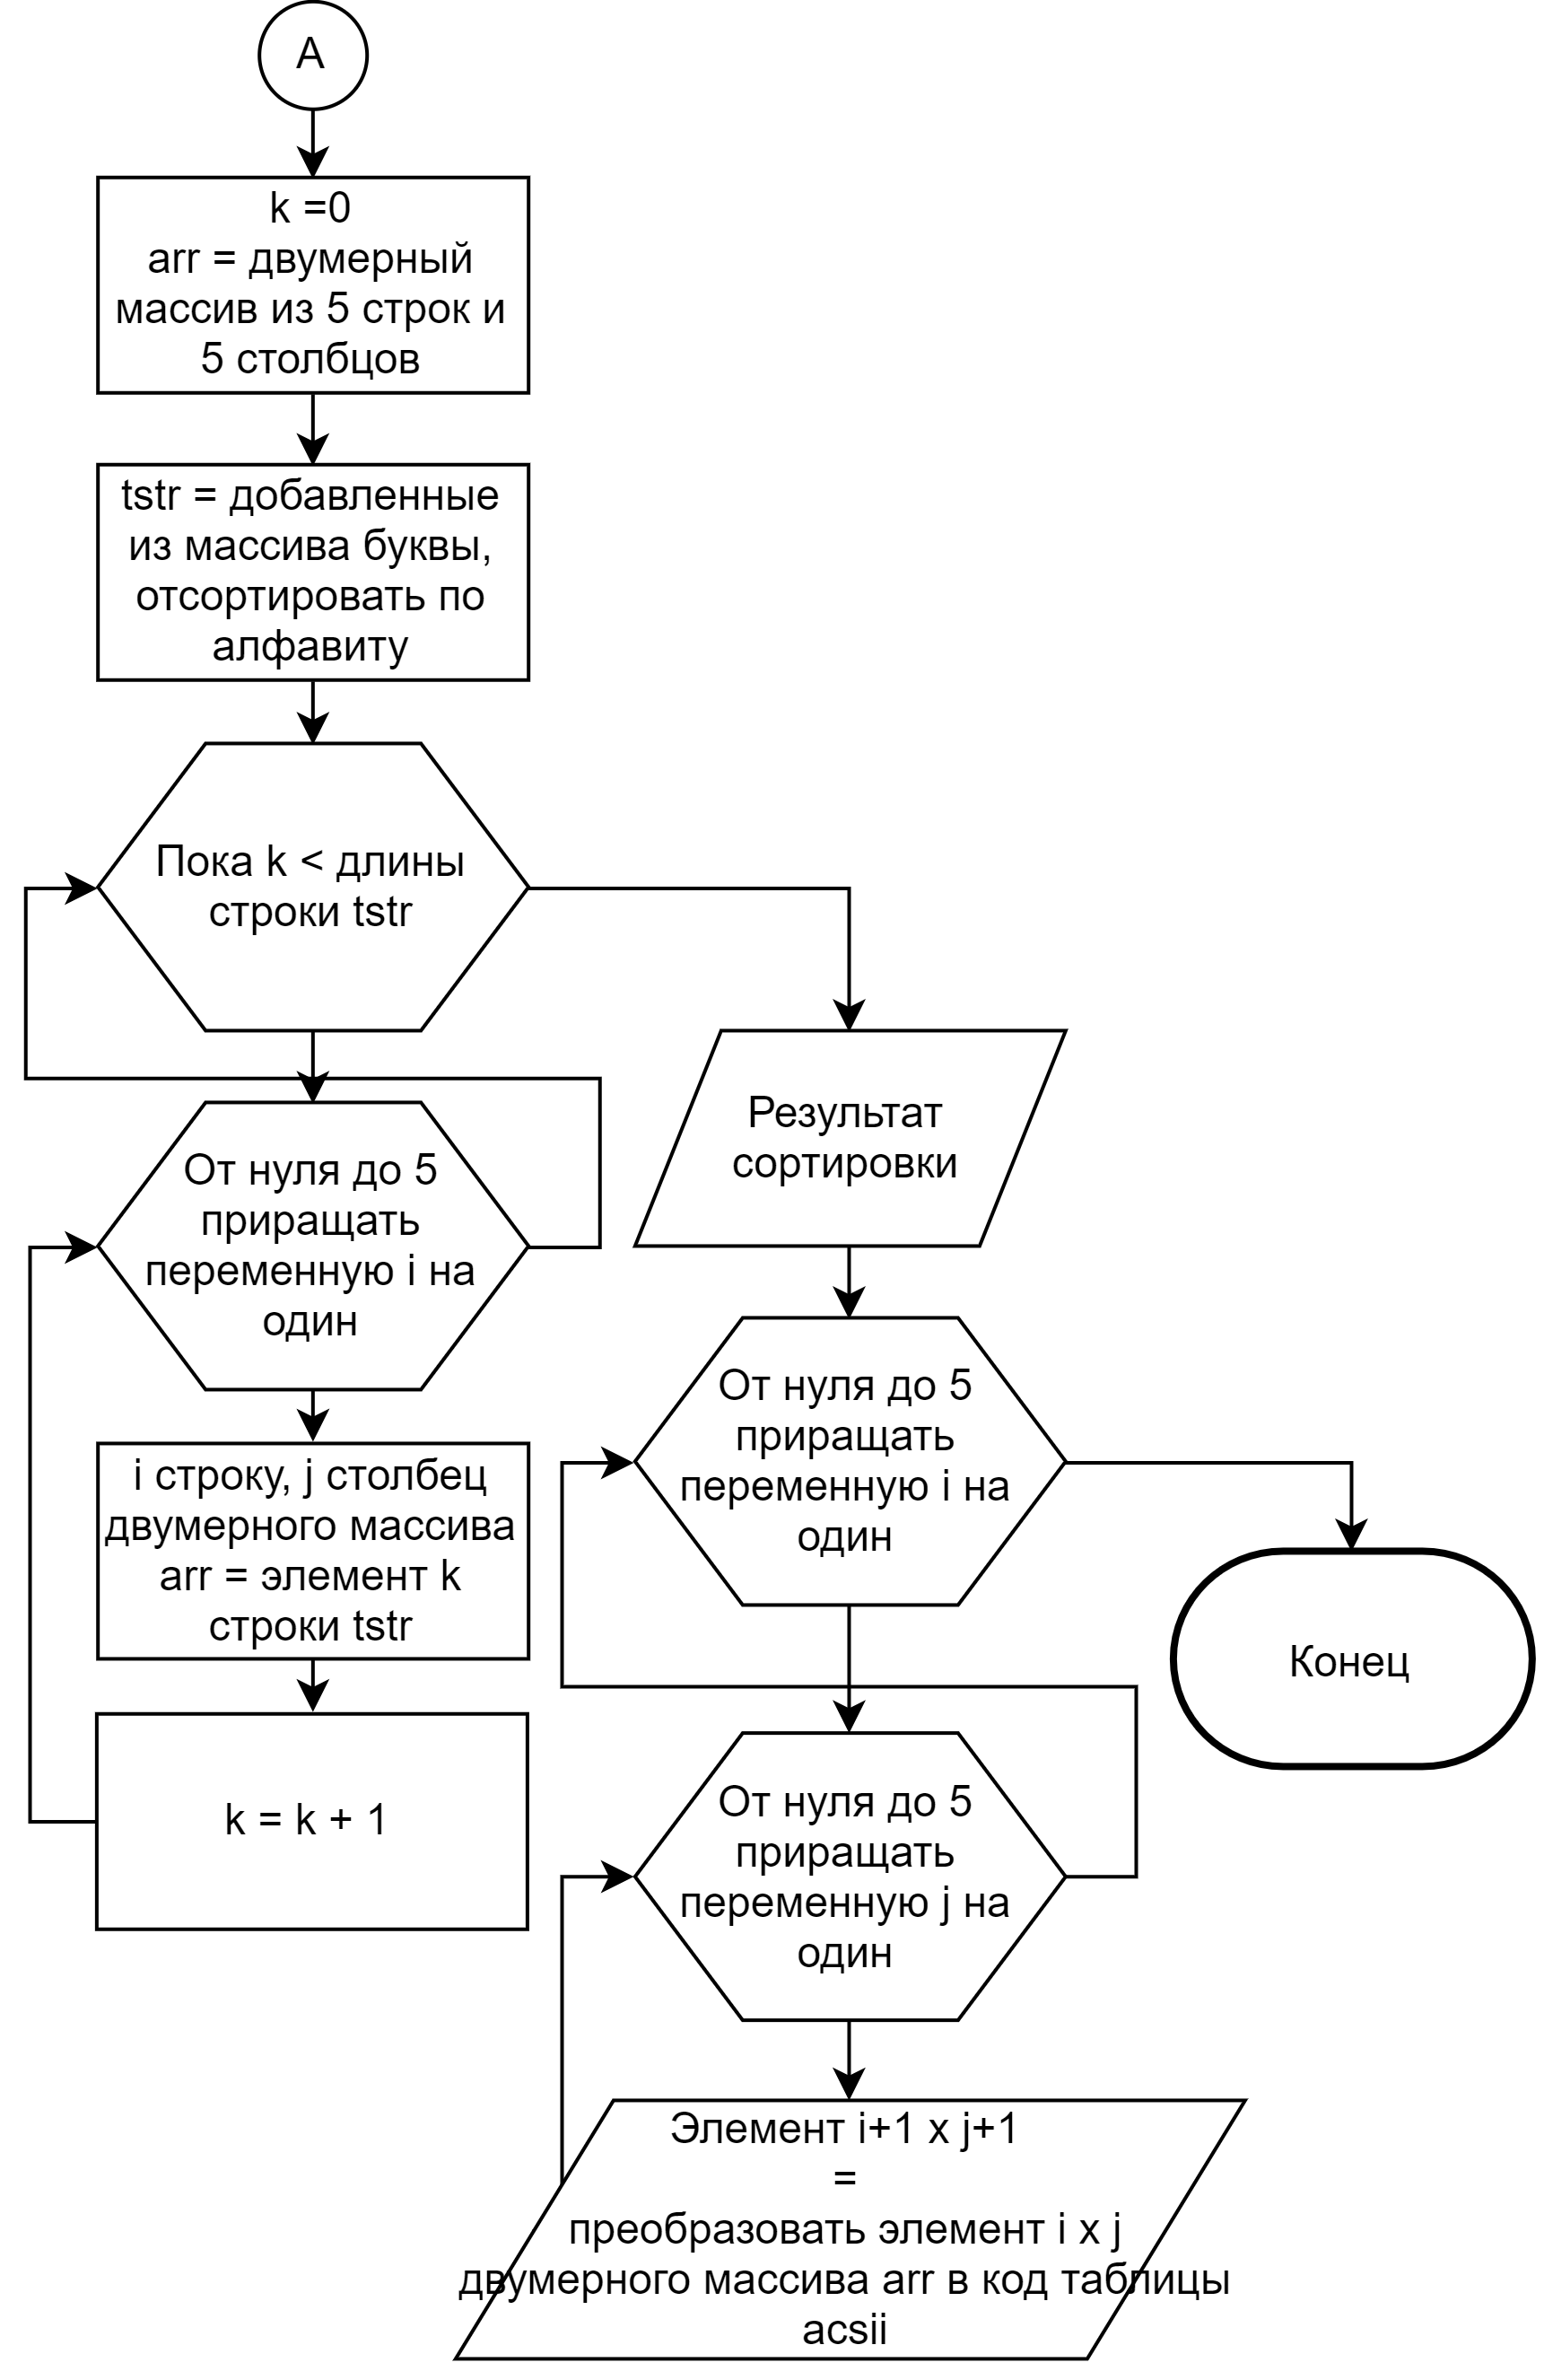 A
k =0
arr = двумерный
массив из 5 строк и
5 столбцов
tstr = добавленные
из массива буквы,
отсортировать по
алфавиту
Пока k < длины
строки tstr
От нуля до 5
приращать
переменную i на
один
i строку, j столбец
двумерного массива
arr = элемент k
строки tstr
k = k + 1
Результат
сортировки
От нуля до 5
приращать
переменную i на
один
Конец
От нуля до 5
приращать
переменную j на
один
Элемент i+1 x j+1
=
преобразовать элемент i x j
двумерного массива arr в код таблицы
acsii